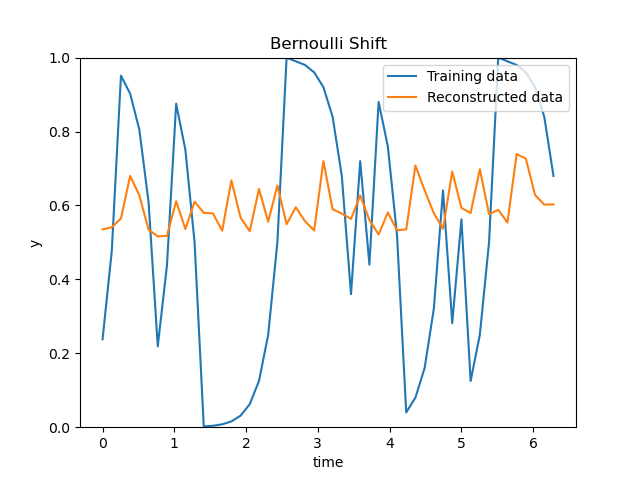 Bernoulli Shift
Training data
Reconstructed data
1.0
0.8
0.6
0.4
0.2
0.0
y
0 1 2 3 4 5 6
time